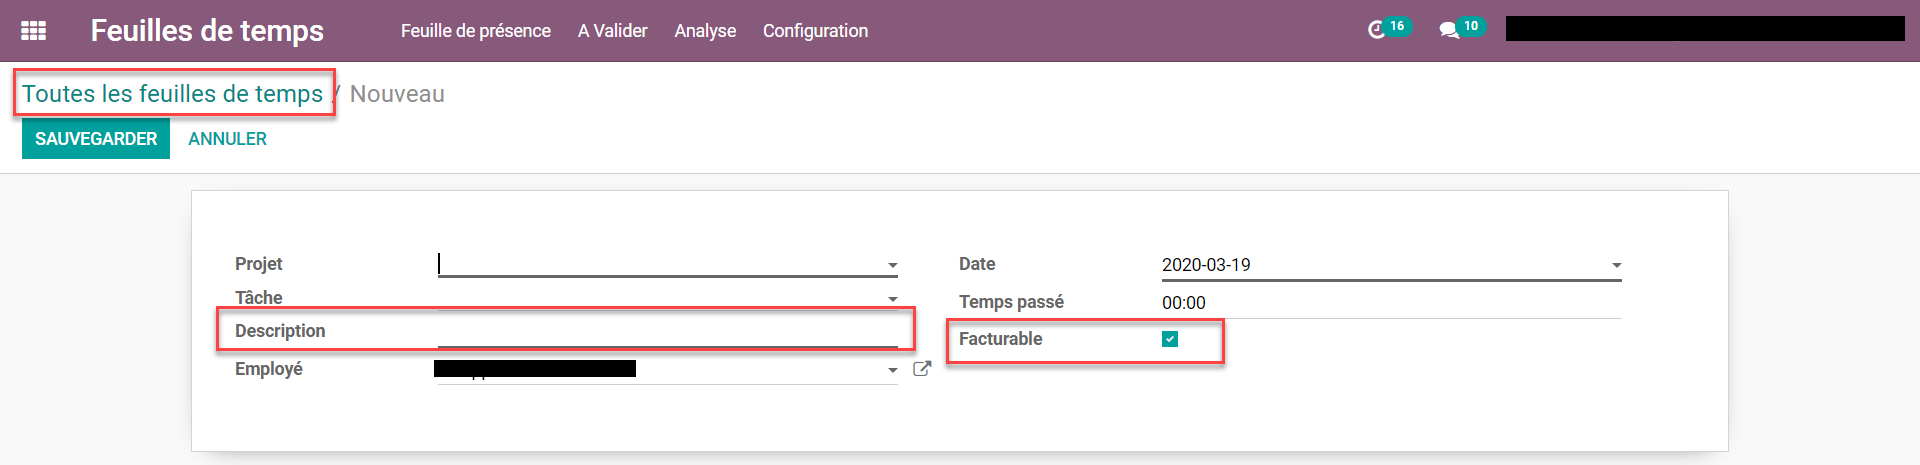 Feuilles de temps Feuille de présence A Valider Analyse Configuration 16 10
Toutes les feuilles de temps / Nouveau
SAUVEGARDER ANNULER
Projet Date 2020-03-19
Tâche Temps passé 00:00
Description Facturable
Employé